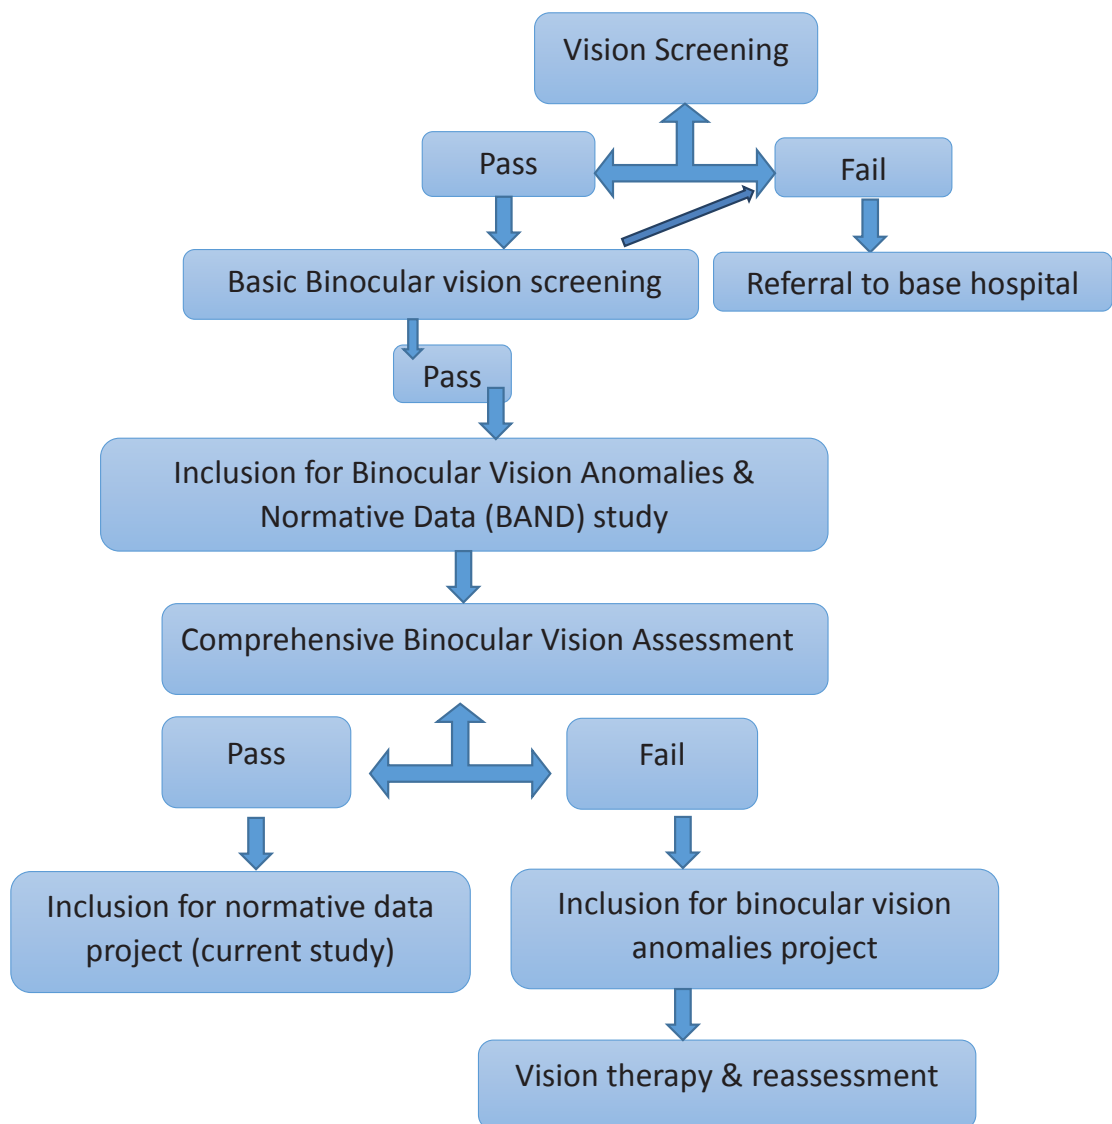 Vision Screening
Pass
Fail
Basic Binocular vision screening
Referral to base hospital
Pass
Inclusion for Binocular Vision Anomalies &
Normative Data (BAND) study
Comprehensive Binocular Vision Assessment
Pass
Fail
Inclusion for normative data
project (current study)
Inclusion for binocular vision
anomalies project
Vision therapy & reassessment